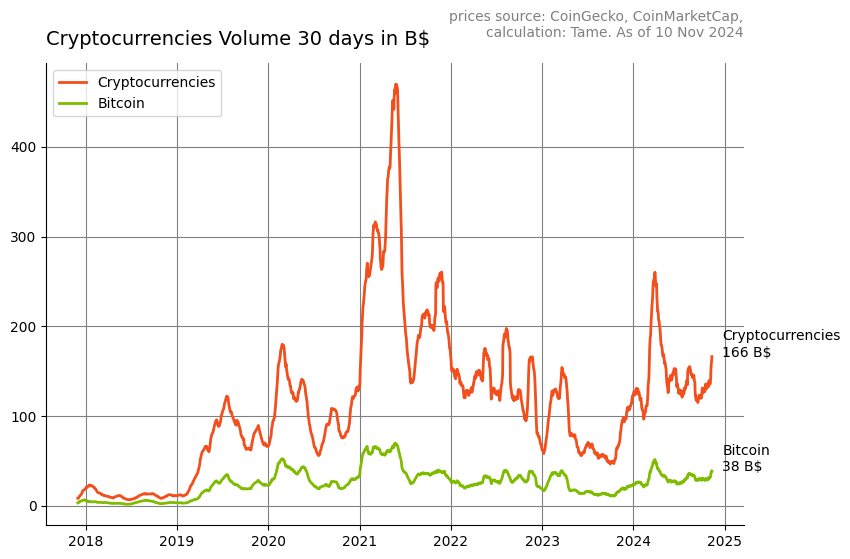 prices source: CoinGecko, CoinMarketCap,
calculation: Tame. As of 10 Nov 2024
Cryptocurrencies Volume 30 days in B$
Cryptocurrencies
Bitcoin
400
300
200
100
0
Cryptocurrencies
166 B$
Bitcoin
38 B$
2018 2019 2020 2021 2022 2023 2024 2025